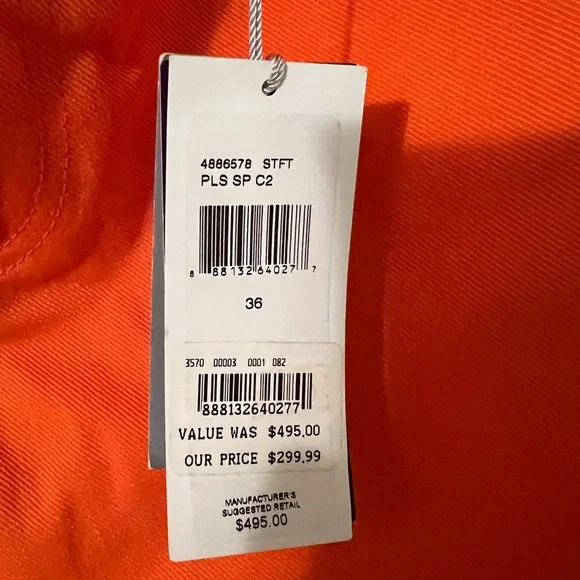 4886578 STFT
PLS SP C2
8 88132 64027 7
36
3570 00003 0001 082
888132640277
VALUE WAS $495.00
OUR PRICE $299.99
MANUFACTURER'S
SUGGESTED RETAIL
$495.00